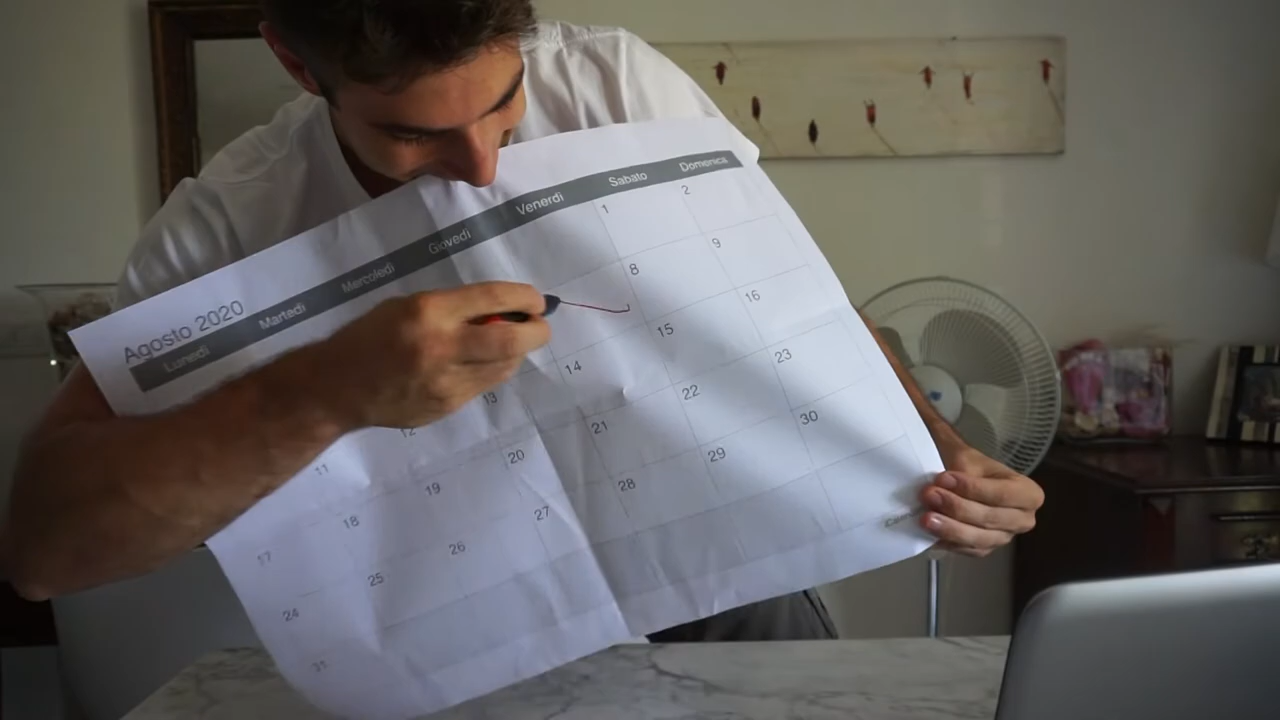 Agosto 2020
Lunedì Martedì Mercoledì Giovedì Venerdì Sabato Domenica
1 2
8 9
11 12 13 14 15 16
17 18 19 20 21 22 23
24 25 26 27 28 29 30
31